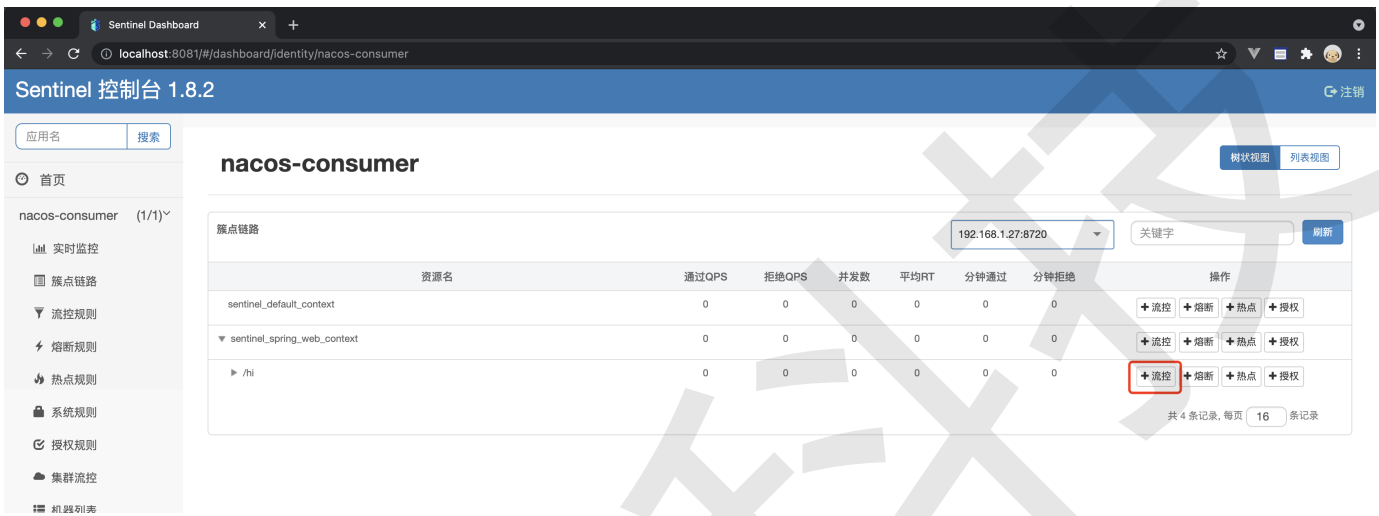 Sentinel Dashboard
localhost:8081/#/dashboard/identity/nacos-consumer
Sentinel 控制台 1.8.2
注销
应用名
搜索
首页
nacos-consumer (1/1)
实时监控
簇点链路
流控规则
熔断规则
热点规则
系统规则
授权规则
集群流控
机器列表
nacos-consumer
树状视图
列表视图
簇点链路
192.168.1.27:8720
关键字
刷新
资源名 通过QPS 拒绝QPS 并发数 平均RT 分钟通过 分钟拒绝 操作
sentinel_default_context 0 0 0 0 0 0 +流控 +熔断 +热点 +授权
sentinel_spring_web_context 0 0 0 0 0 0 +流控 +熔断 +热点 +授权
/hi 0 0 0 0 0 0 +流控 +熔断 +热点 +授权
共 4 条记录, 每页 16 条记录